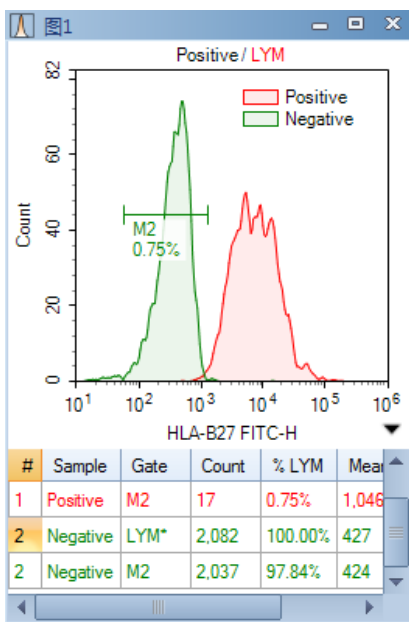 图1
Positive / LYM
82
Positive
Negative
60
Count
40
M2
0.75%
20
0
10¹ 10² 10³ 10⁴ 10⁵ 10⁶
HLA-B27 FITC-H
# Sample Gate Count % LYM Mear
1 Positive M2 17 0.75% 1,046
2 Negative LYM* 2,082 100.00% 427
2 Negative M2 2,037 97.84% 424